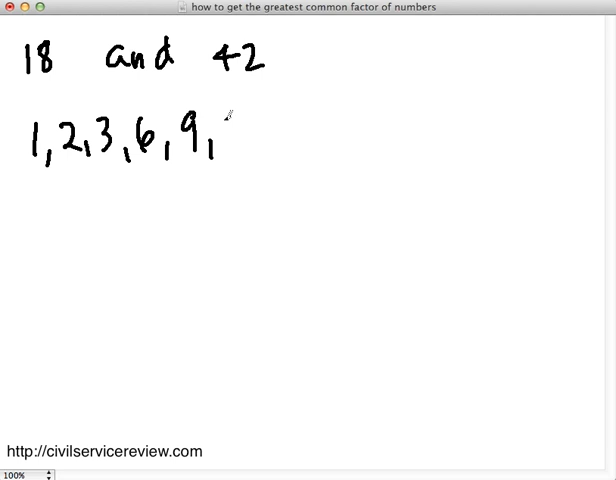 how to get the greatest common factor of numbers
18 and 42
1, 2, 3, 6, 9,
http://civilservicereview.com
100%